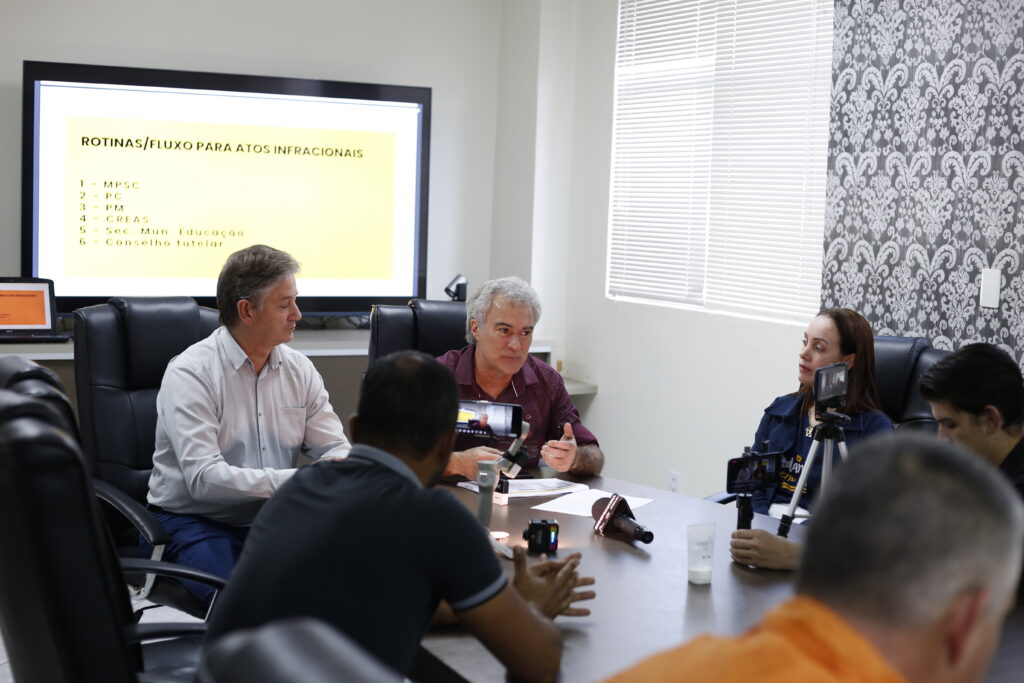 ROTINAS/FLUXO PARA ATOS INFRACIONAIS
1 - MPSC
2 - PC
3 - PM
4 - CREAS
5 - Sec. Mun. Educação
6 - Conselho tutelar